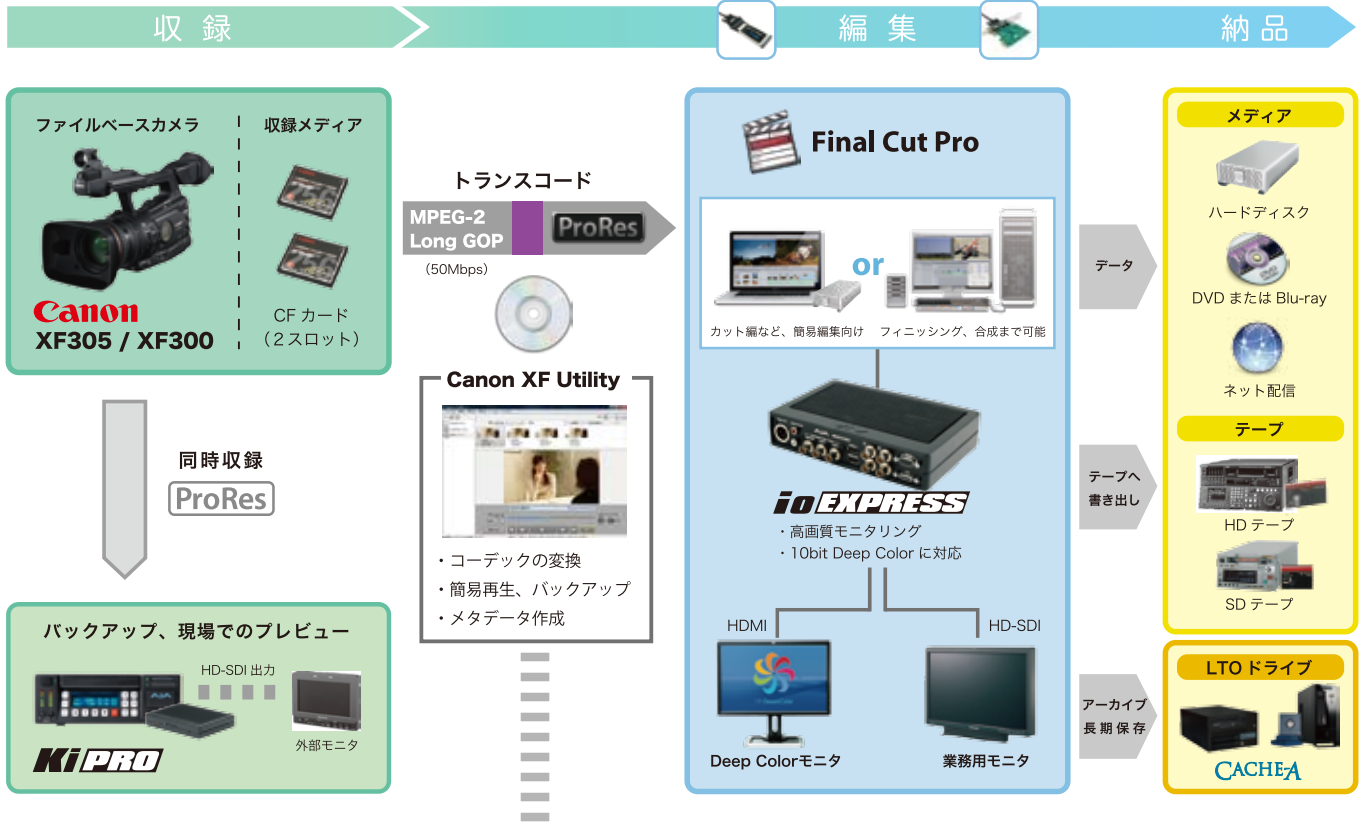 収録
編集
納品
ファイルベースカメラ
収録メディア
Canon
XF305 / XF300
CF カード
（2スロット）
同時収録
ProRes
バックアップ、現場でのプレビュー
HD-SDI 出力
外部モニタ
Ki PRO
トランスコード
MPEG-2
Long GOP
ProRes
（50Mbps）
Canon XF Utility
・コーデックの変換
・簡易再生、バックアップ
・メタデータ作成
Final Cut Pro
or
カット編など、簡易編集向け
フィニッシング、合成まで可能
io EXPRESS
・高画質モニタリング
・10bit Deep Color に対応
HDMI
HD-SDI
Deep Colorモニタ
業務用モニタ
データ
テープへ
書き出し
アーカイブ
長期保存
メディア
ハードディスク
DVD または Blu-ray
ネット配信
テープ
HD テープ
SD テープ
LTO ドライブ
CACHE-A